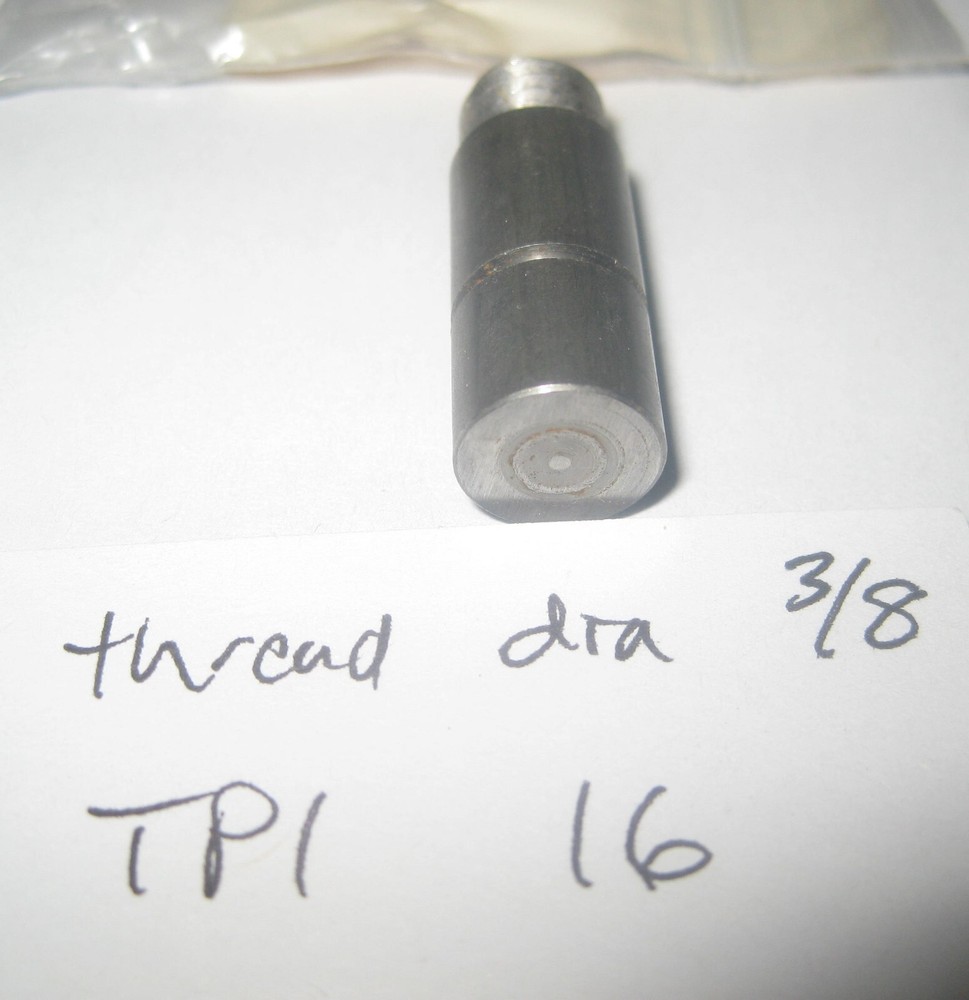 thread dia 3/8
TPI 16